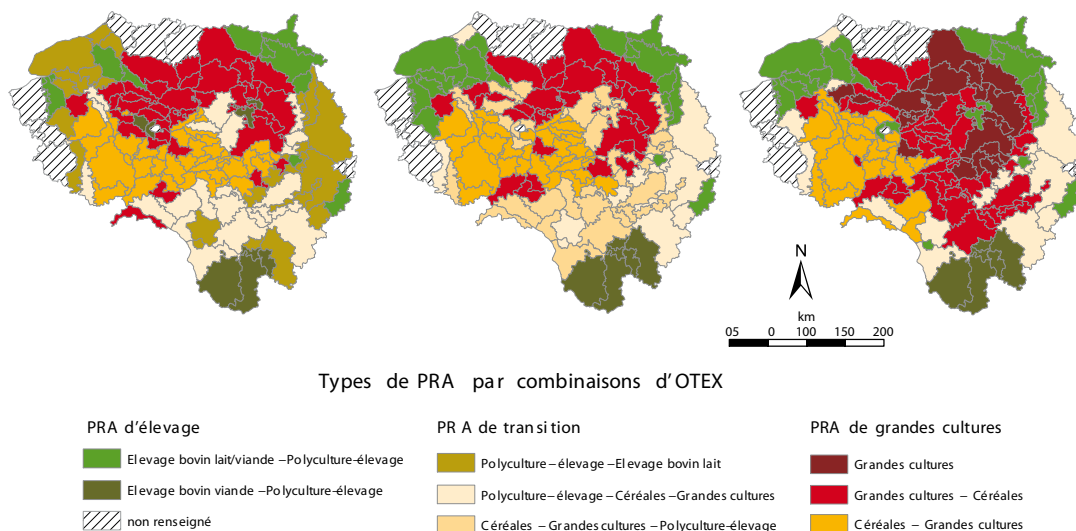 N
km
05 0 100 150 200
Types de PRA par combinaisons d'OTEX
PRA d'élevage
Elevage bovin lait/viande – Polyculture-élevage
Elevage bovin viande – Polyculture-élevage
non renseigné
PRA de transition
Polyculture – élevage – Elevage bovin lait
Polyculture – élevage – Céréales – Grandes cultures
Céréales – Grandes cultures – Polyculture-élevage
PRA de grandes cultures
Grandes cultures
Grandes cultures – Céréales
Céréales – Grandes cultures